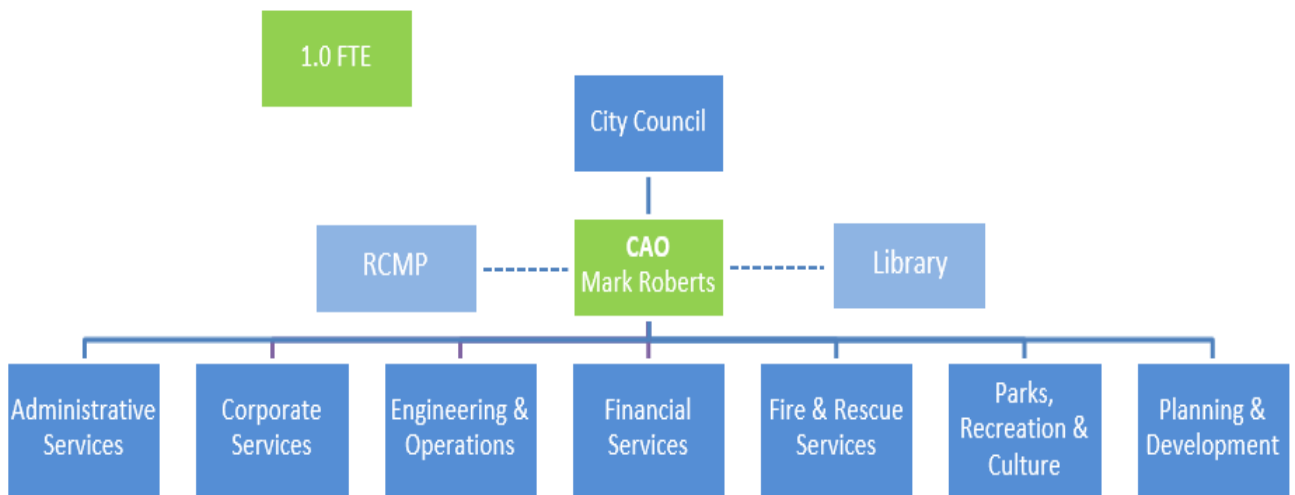 1.0 FTE
City Council
RCMP
CAO
Mark Roberts
Library
Administrative
Services
Corporate
Services
Engineering &
Operations
Financial
Services
Fire & Rescue
Services
Parks,
Recreation &
Culture
Planning &
Development